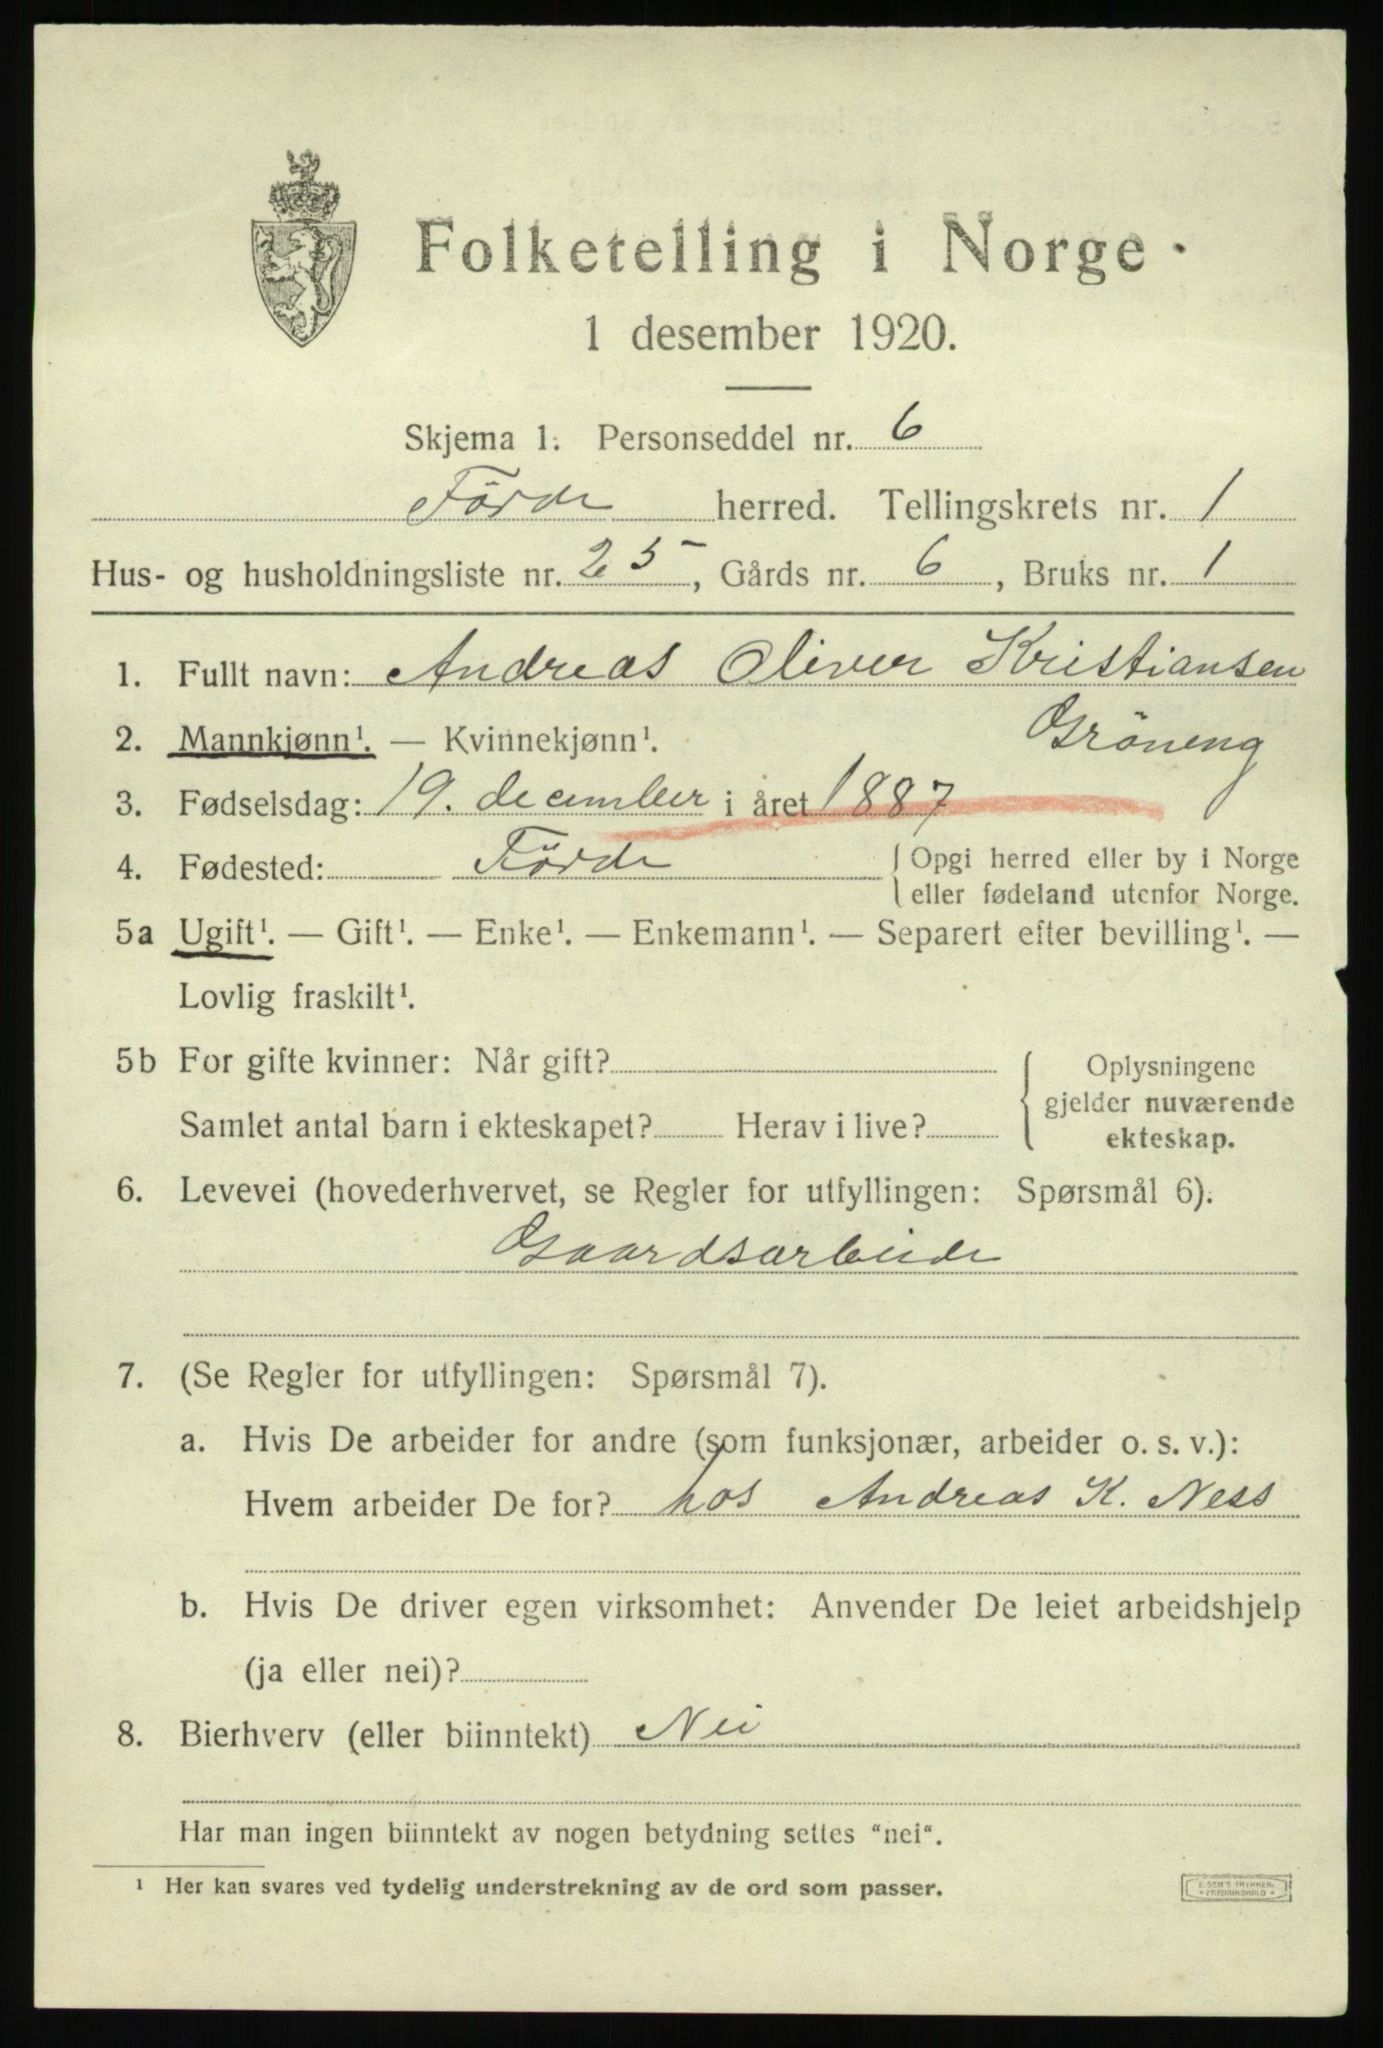 Folketelling i Norge
1 desember 1920.
Skjema 1. Personseddel nr. 6
Förde herred. Tellingskrets nr. 1
Hus- og husholdningsliste nr. 25, Gårds nr. 6, Bruks nr. 1
1. Fullt navn: Andreas Oliver Kristiansen
Gröneng
2. Mannkjønn¹. — Kvinnekjønn¹.
3. Fødselsdag: 19. december i året 1887
4. Fødested: Förde {Opgi herred eller by i Norge
eller fødeland utenfor Norge.
5a Ugift¹. — Gift¹. — Enke¹. — Enkemann¹. — Separert efter bevilling¹. —
Lovlig fraskilt¹.
5b For gifte kvinner: Når gift? { Oplysningene
gjelder nuværende
Samlet antal barn i ekteskapet? Herav i live?
ekteskap.
6. Levevei (hovederhvervet, se Regler for utfyllingen: Spørsmål 6).
Gaardsarbeide
7. (Se Regler for utfyllingen: Spørsmål 7).
a. Hvis De arbeider for andre (som funksjonær, arbeider o. s. v.):
Hvem arbeider De for? hos Andreas K. Ness
b. Hvis De driver egen virksomhet: Anvender De leiet arbeidshjelp
(ja eller nei)?
8. Bierhverv (eller biinntekt) Nei
Har man ingen biinntekt av nogen betydning settes “nei“.
¹ Her kan svares ved tydelig understrekning av de ord som passer.
FREDRIKSHALD